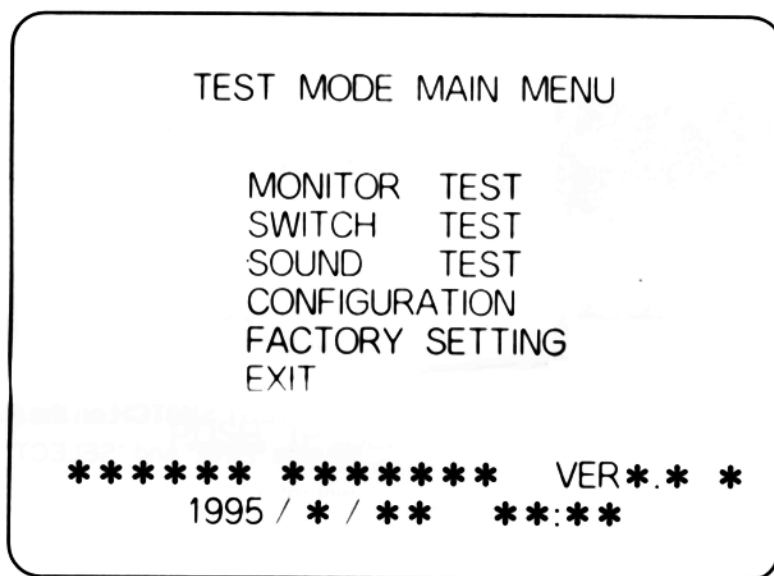 TEST MODE MAIN MENU
MONITOR TEST
SWITCH TEST
SOUND TEST
CONFIGURATION
FACTORY SETTING
EXIT
****** ******* VER*.* *
1995 / * / ** **:**